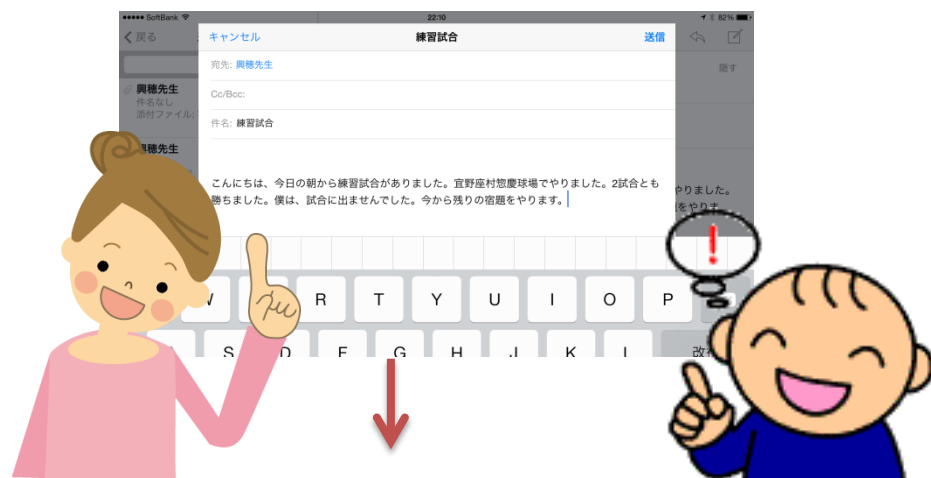 SoftBank 22:10 82%
戻る キャンセル 練習試合 送信
宛先: 興穂先生 隠す
興穂先生
件名なし
添付ファイル:
Cc/Bcc:
件名: 練習試合
穂先生
こんにちは、今日の朝から練習試合がありました。宜野座村惣慶球場でやりました。2試合とも
勝ちました。僕は、試合に出ませんでした。今から残りの宿題をやります。
やりました。
をやりま
!
W R T Y U I O P
S D F G H J K L